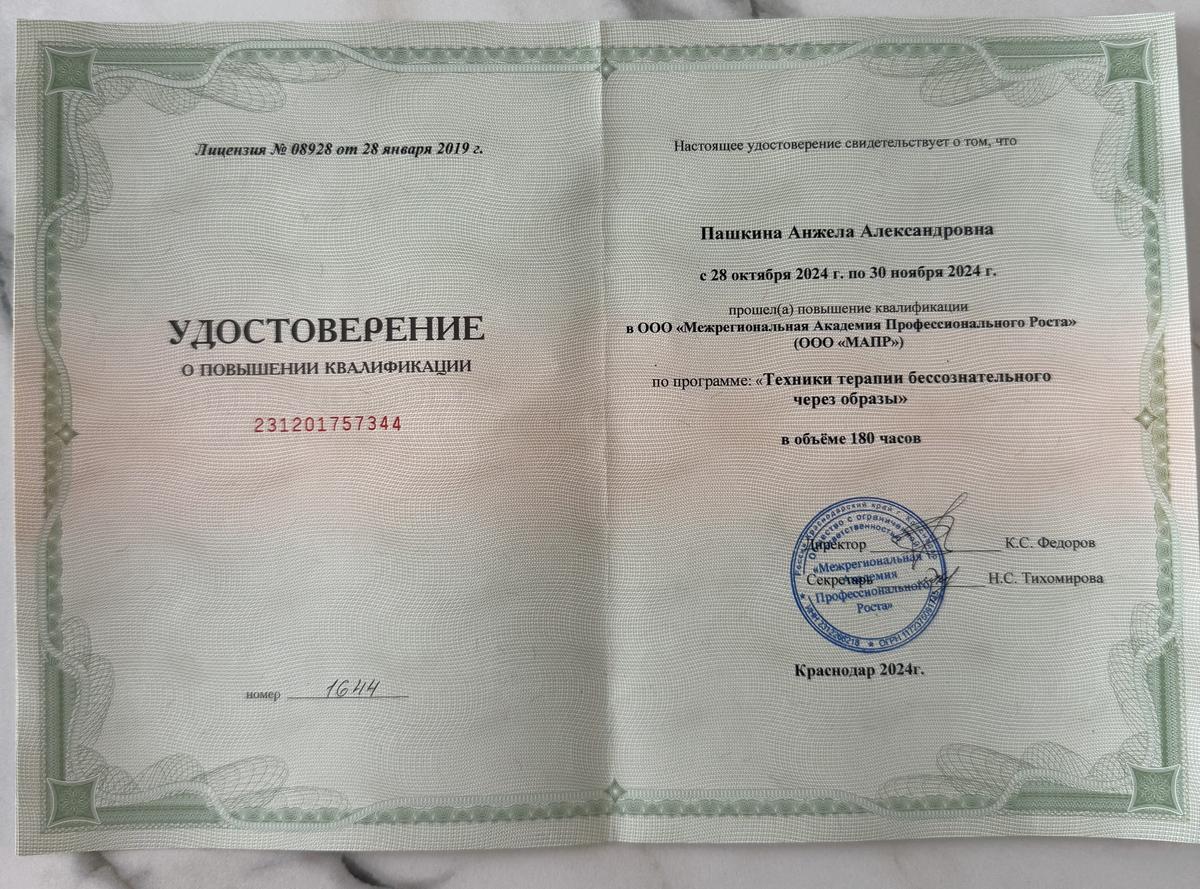 Лицензия № 08928 от 28 января 2019 г.
УДОСТОВЕРЕНИЕ
О ПОВЫШЕНИИ КВАЛИФИКАЦИИ
231201757344
номер 1644
Настоящее удостоверение свидетельствует о том, что
Пашкина Анжела Александровна
с 28 октября 2024 г. по 30 ноября 2024 г.
прошел(а) повышение квалификации
в ООО «Межрегиональная Академия Профессионального Роста»
(ООО «МАПР»)
по программе: «Техники терапии бессознательного
через образы»
в объёме 180 часов
Директор К.С. Федоров
Секретарь Н.С. Тихомирова
«Межрегиональная
Академия
Профессионального
Роста»
Краснодар 2024г.